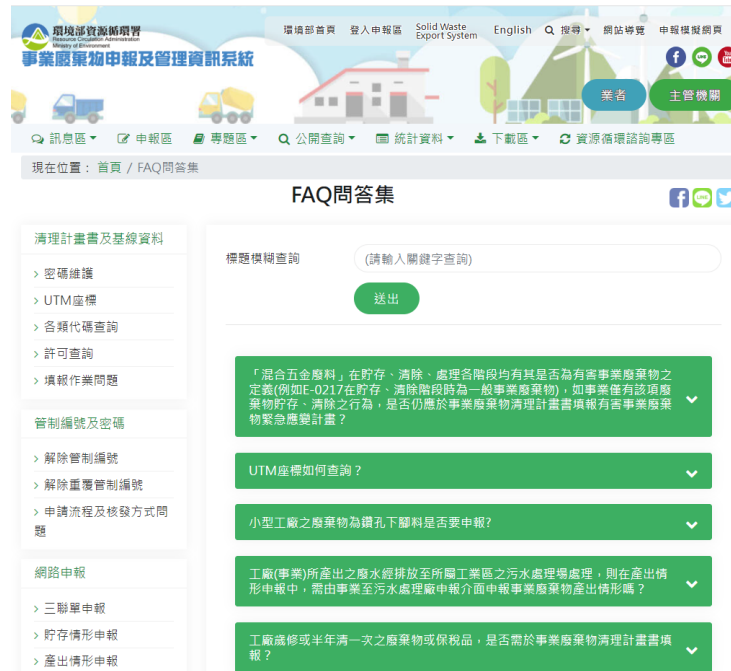 環境部資源循環署
Resource Circulation Administration
Ministry of Environment
事業廢棄物申報及管理資訊系統
環境部首頁 登入申報區 Solid Waste Export System English 搜尋 網站導覽 申報模擬網頁
業者 主管機關
訊息區 申報區 專題區 公開查詢 統計資料 下載區 資源循環諮詢專區
現在位置： 首頁 / FAQ問答集
FAQ問答集
清理計畫書及基線資料
密碼維護
UTM座標
各類代碼查詢
許可查詢
填報作業問題
管制編號及密碼
解除管制編號
解除重覆管制編號
申請流程及核發方式問
題
網路申報
三聯單申報
貯存情形申報
產出情形申報
標題模糊查詢 (請輸入關鍵字查詢)
送出
「混合五金廢料」在貯存、清除、處理各階段均有其是否為有害事業廢棄物之
定義(例如E-0217在貯存、清除階段時為一般事業廢棄物)，如事業僅有該項廢
棄物貯存、清除之行為，是否仍應於事業廢棄物清理計畫書填報有害事業廢棄
物緊急應變計畫？
UTM座標如何查詢？
小型工廠之廢棄物為鑽孔下腳料是否要申報?
工廠(事業)所產出之廢水經排放至所屬工業區之污水處理場處理，則在產出情
形申報中，需由事業至污水處理廠申報介面申報事業廢棄物產出情形嗎？
工廠歲修或半年清一次之廢棄物或保稅品，是否需於事業廢棄物清理計畫書填
報？